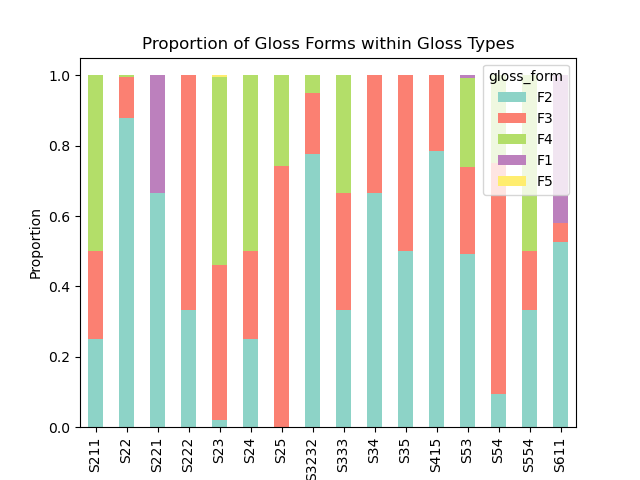 Proportion of Gloss Forms within Gloss Types
gloss_form
F2
F3
F4
F1
F5
1.0
0.8
0.6
0.4
0.2
0.0
Proportion
S211
S22
S221
S222
S23
S24
S25
S3232
S333
S34
S35
S415
S53
S54
S554
S611